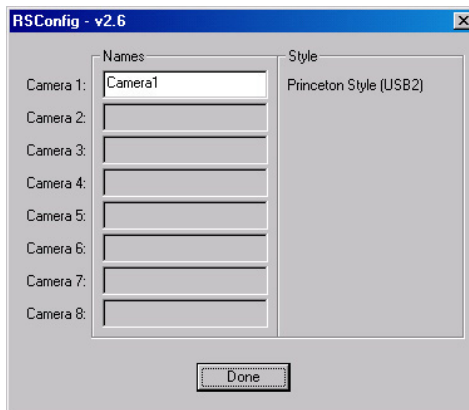 RSConfig - v2.6
Names
Style
Camera 1:
Camera1
Princeton Style (USB2)
Camera 2:
Camera 3:
Camera 4:
Camera 5:
Camera 6:
Camera 7:
Camera 8:
Done